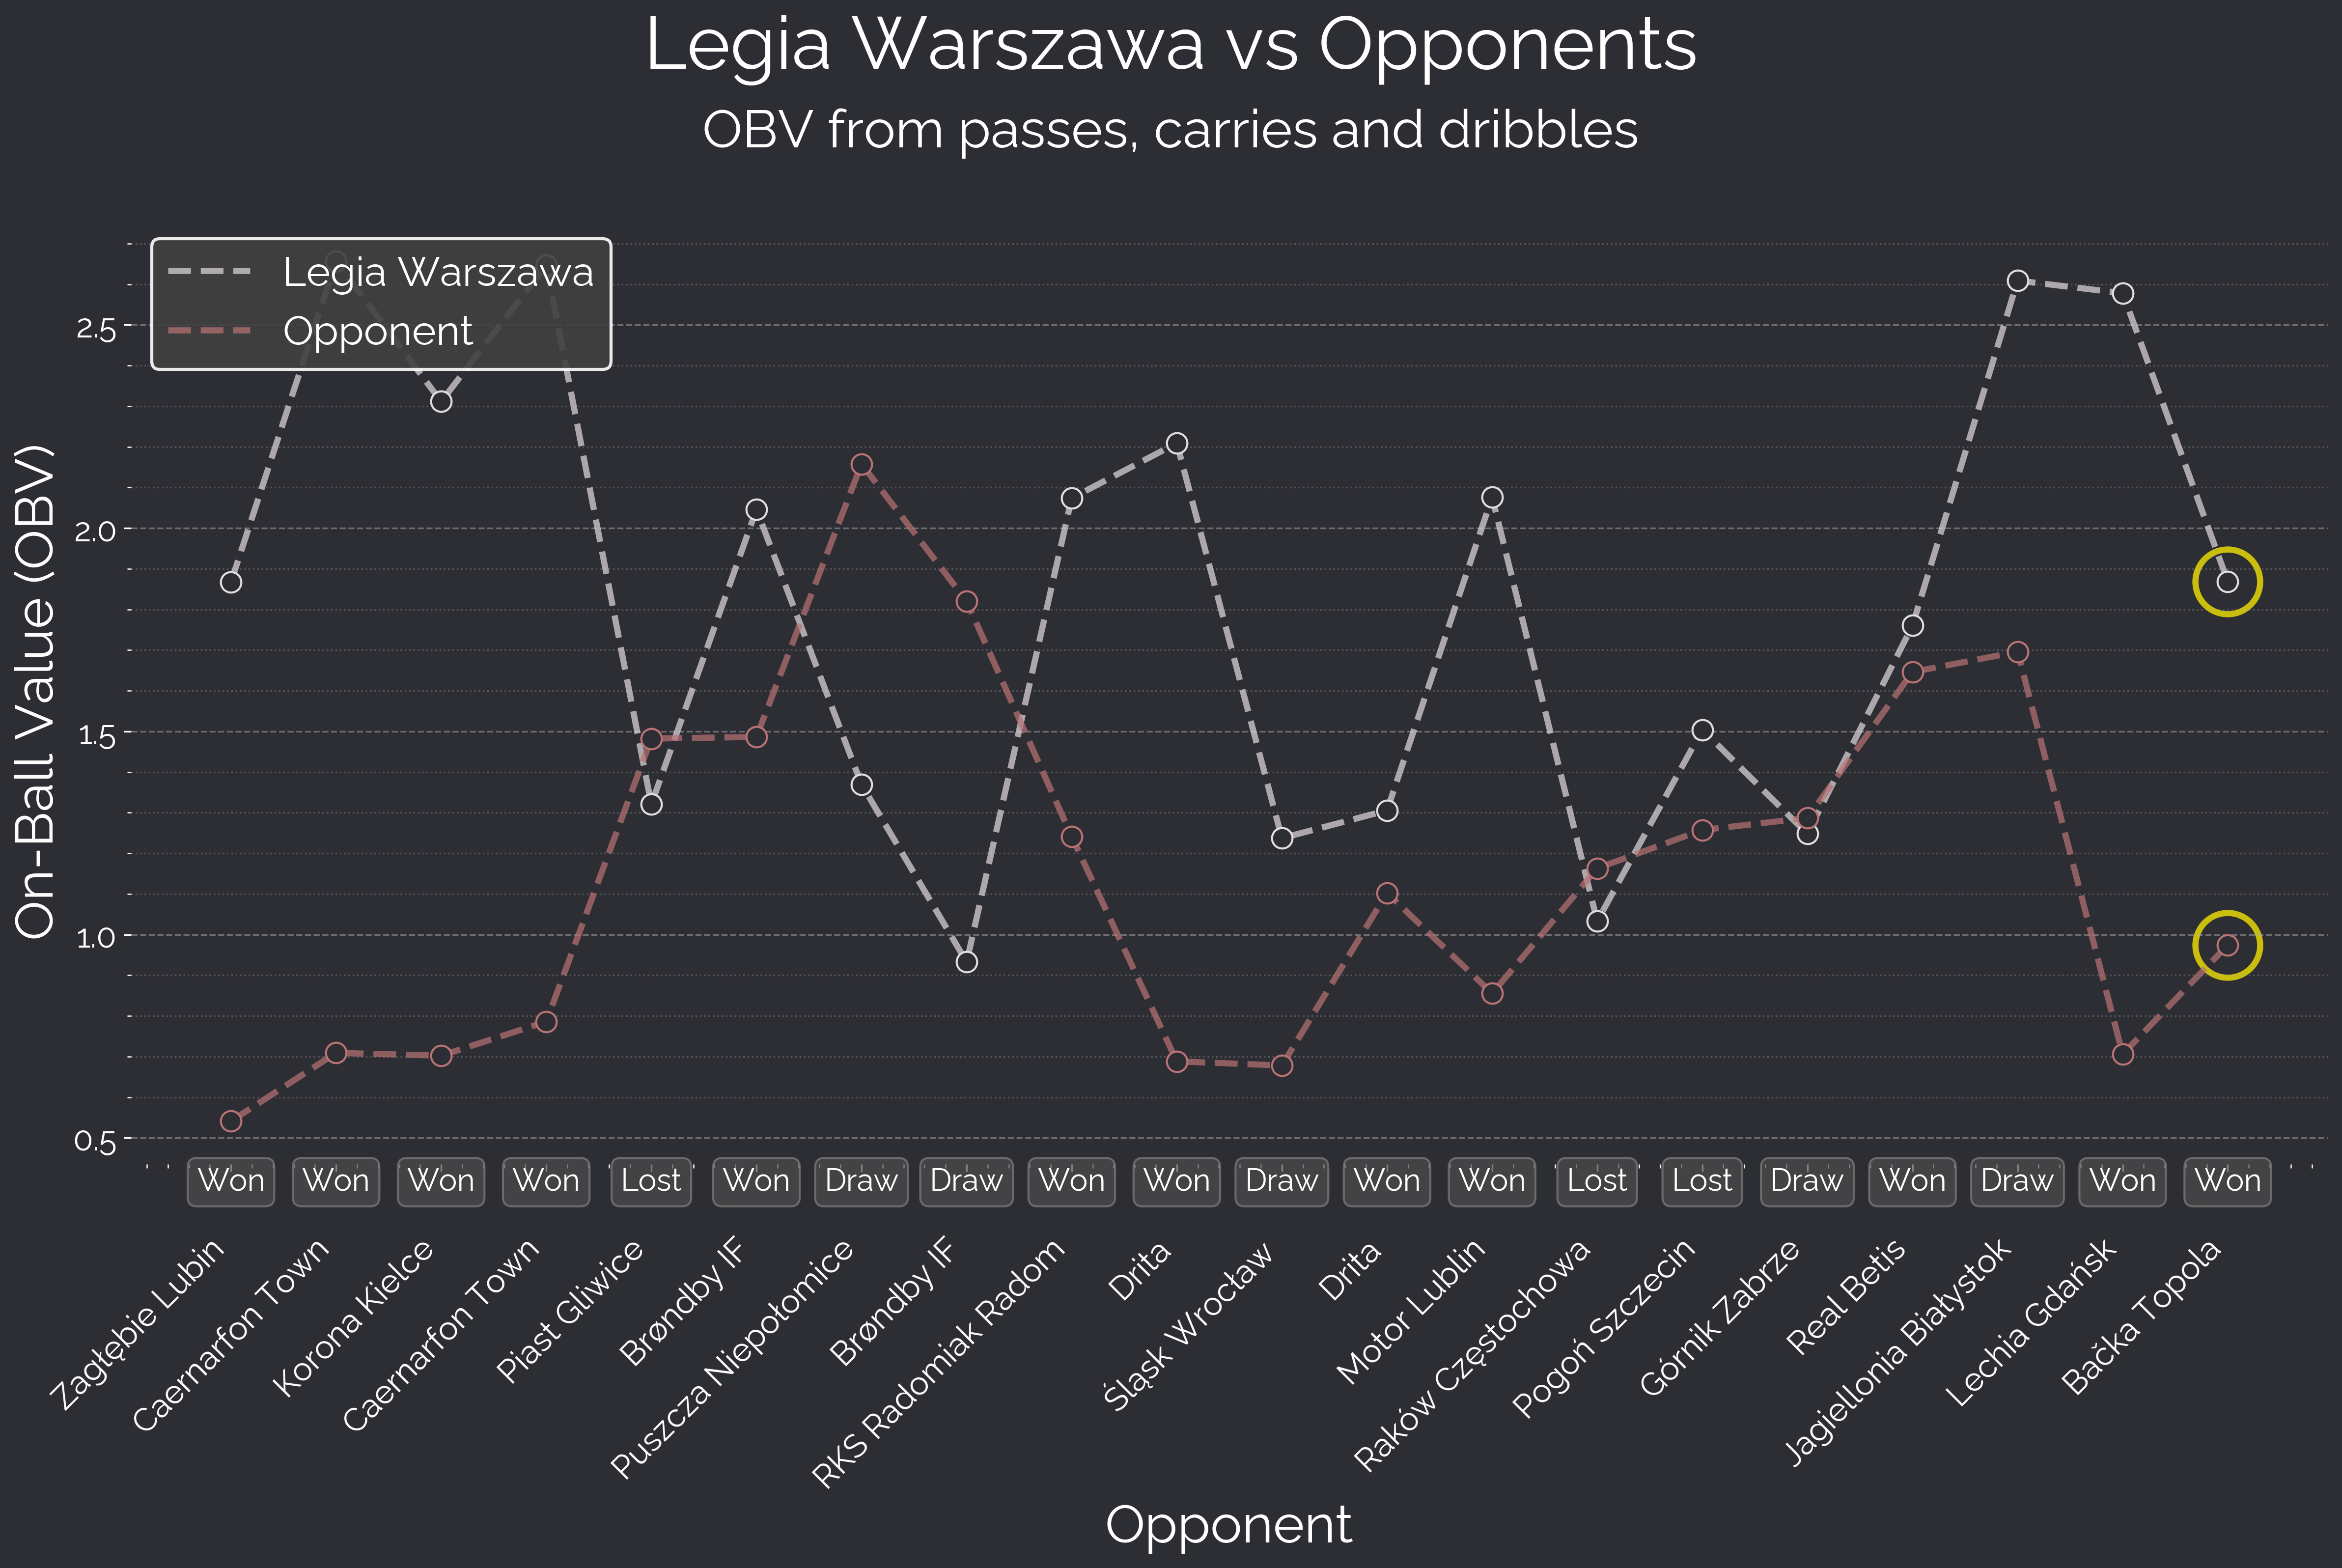 Legia Warszawa vs Opponents
OBV from passes, carries and dribbles
Legia Warszawa
Opponent
On-Ball Value (OBV)
2.5
2.0
1.5
1.0
0.5
Won Won Won Won Lost Won Draw Draw Won Won Draw Won Won Lost Lost Draw Won Draw Won Won
Zagłębie Lubin
Caernarfon Town
Korona Kielce
Caernarfon Town
Piast Gliwice
Brøndby IF
Puszcza Niepołomice
Brøndby IF
RKS Radomiak Radom
Drita
Śląsk Wrocław
Drita
Motor Lublin
Raków Częstochowa
Pogoń Szczecin
Górnik Zabrze
Real Betis
Jagiellonia Białystok
Lechia Gdańsk
Bačka Topola
Opponent